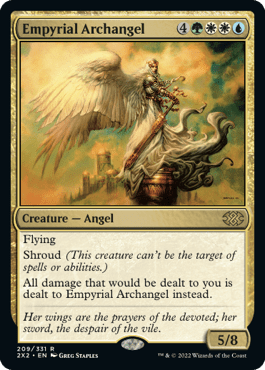 Empyrial Archangel 4
Creature — Angel
Flying
Shroud (This creature can't be the target of
spells or abilities.)
All damage that would be dealt to you is
dealt to Empyrial Archangel instead.
Her wings are the prayers of the devoted; her
sword, the despair of the vile.
5/8
209/331 R
2X2 • EN Greg Staples
™ & © 2022 Wizards of the Coast